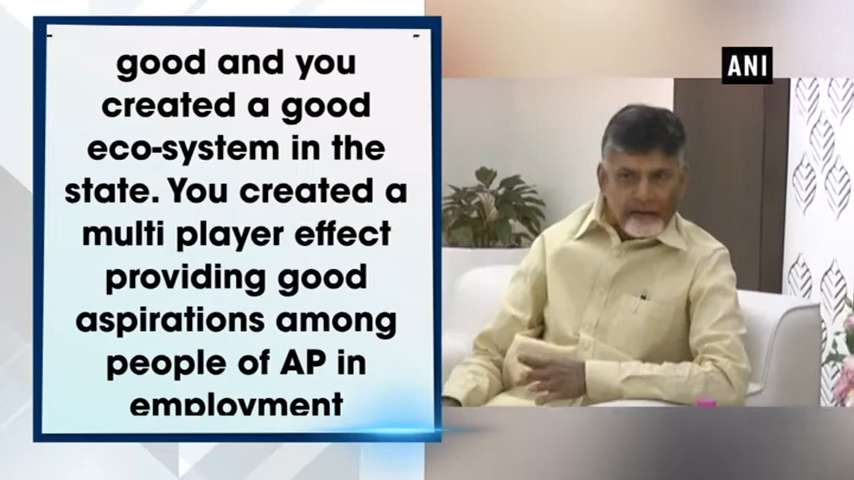 good and you
created a good
eco-system in the
state. You created a
multi player effect
providing good
aspirations among
people of AP in
employment
ANI